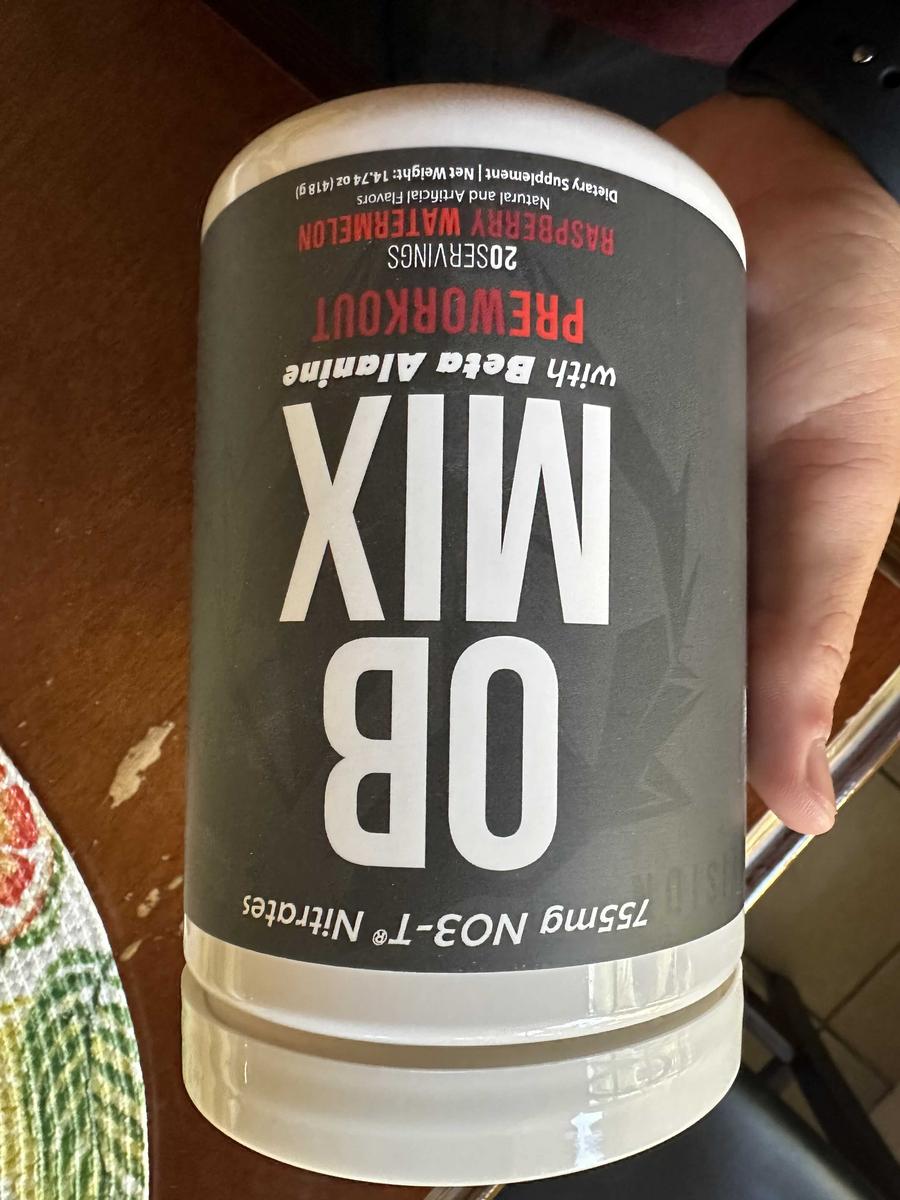 755mg NO3-T® Nitrates
OB
MIX
with Beta Alanine
PREWORKOUT
20SERVINGS
RASPBERRY WATERMELON
Natural and Artificial Flavors
Dietary Supplement | Net Weight: 14.74 oz (418 g)